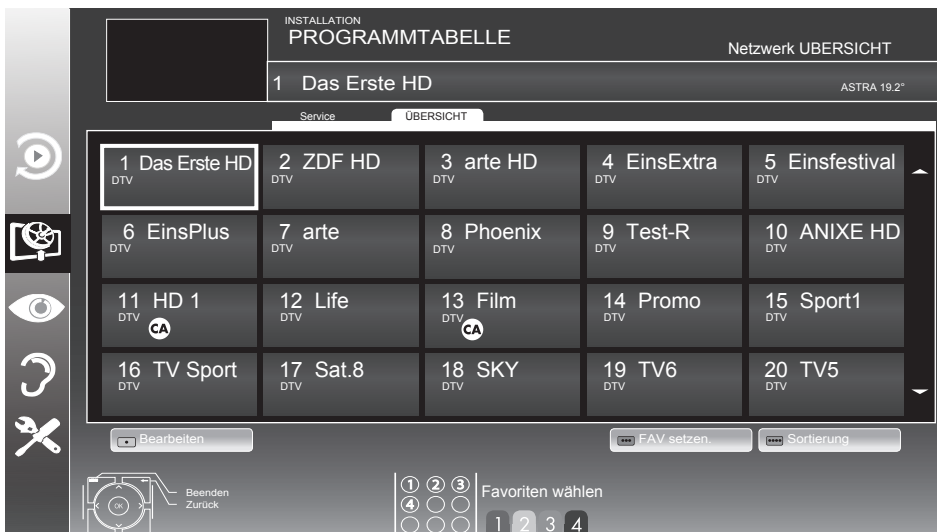 INSTALLATION
PROGRAMMTABELLE
Netzwerk UBERSICHT
1 Das Erste HD
ASTRA 19.2°
Service ÜBERSICHT
1 Das Erste HD 2 ZDF HD 3 arte HD 4 EinsExtra 5 Einsfestival
DTV DTV DTV DTV DTV
6 EinsPlus 7 arte 8 Phoenix 9 Test-R 10 ANIXE HD
DTV DTV DTV DTV DTV
11 HD 1 12 Life 13 Film 14 Promo 15 Sport1
DTV DTV DTV DTV DTV
CA CA
16 TV Sport 17 Sat.8 18 SKY 19 TV6 20 TV5
DTV DTV DTV DTV DTV
Bearbeiten FAV setzen. Sortierung
OK
Beenden
Zurück
1 2 3
4
Favoriten wählen
1 2 3 4